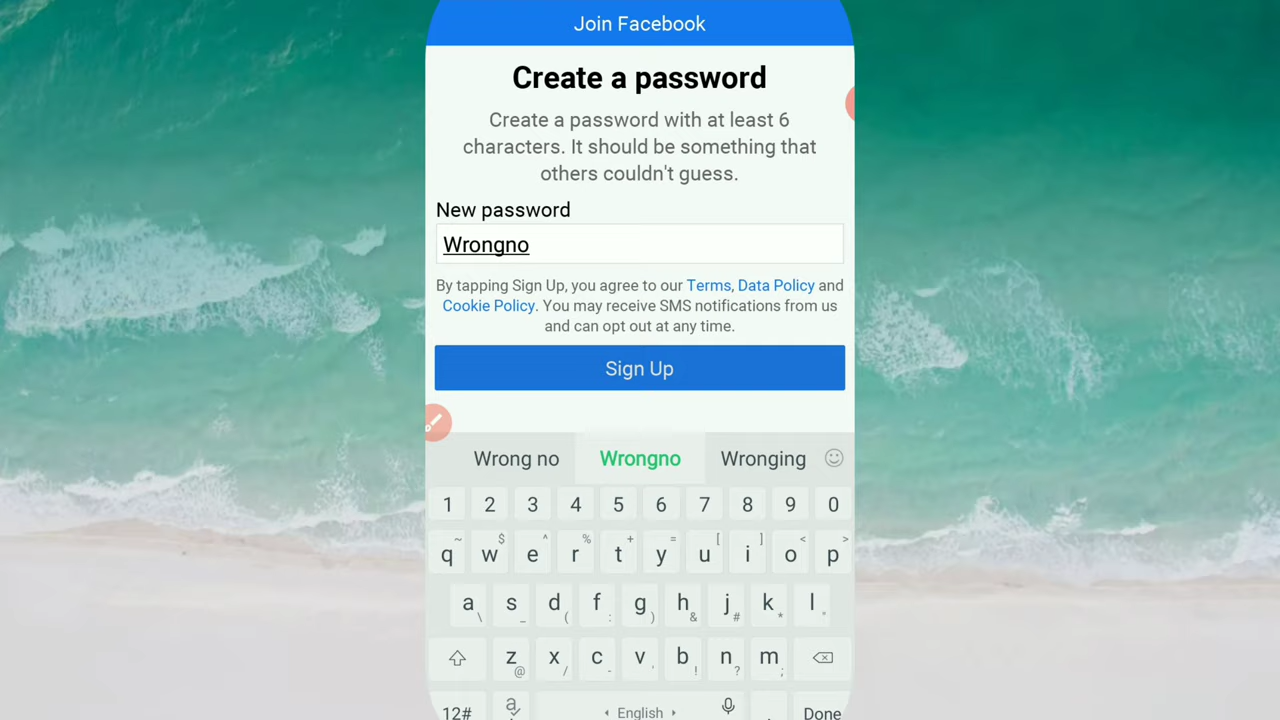 Join Facebook
Create a password
Create a password with at least 6
characters. It should be something that
others couldn't guess.
New password
Wrongno
By tapping Sign Up, you agree to our Terms, Data Policy and
Cookie Policy. You may receive SMS notifications from us
and can opt out at any time.
Sign Up
Wrong no Wrongno Wronging
1 2 3 4 5 6 7 8 9 0
~ $ ^ % + = [ ] < >
q w e r t y u i o p
a s d f g h j k l
\ _ ( : ) & # *
z x c v b n m
@ / - ' ! ? ;
12# a English , Done